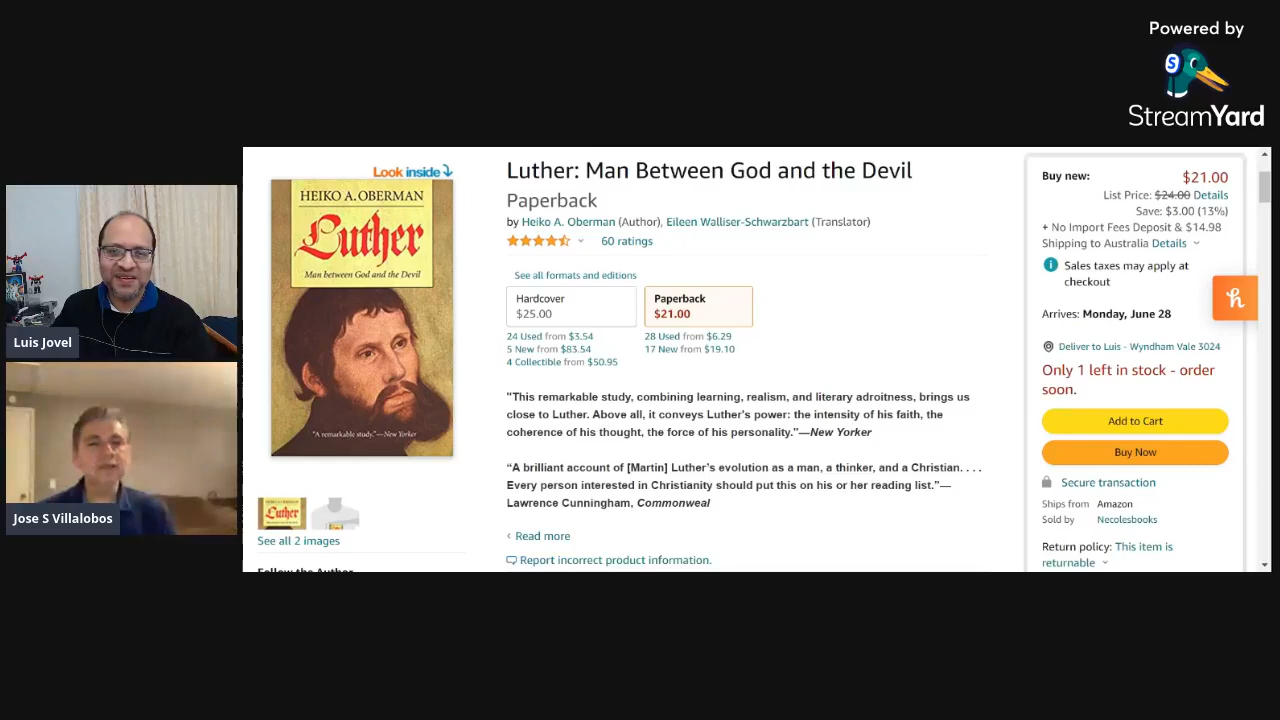 Powered by
S
StreamYard
Luis Jovel
Jose S Villalobos
Look inside
HEIKO A. OBERMAN
Luther
Man between God and the Devil
"A remarkable study."—New Yorker
Luther
See all 2 images
Follow the Author
Luther: Man Between God and the Devil
Paperback
by Heiko A. Oberman (Author), Eileen Walliser-Schwarzbart (Translator)
60 ratings
See all formats and editions
Hardcover
$25.00
Paperback
$21.00
24 Used from $3.54
5 New from $83.54
4 Collectible from $50.95
28 Used from $6.29
17 New from $19.10
"This remarkable study, combining learning, realism, and literary adroitness, brings us
close to Luther. Above all, it conveys Luther's power: the intensity of his faith, the
coherence of his thought, the force of his personality."—New Yorker
“A brilliant account of [Martin] Luther’s evolution as a man, a thinker, and a Christian. . . .
Every person interested in Christianity should put this on his or her reading list.”—
Lawrence Cunningham, Commonweal
‹ Read more
Report incorrect product information.
Buy new: $21.00
List Price: $24.00 Details
Save: $3.00 (13%)
+ No Import Fees Deposit & $14.98
Shipping to Australia Details
Sales taxes may apply at
checkout
Arrives: Monday, June 28
Deliver to Luis - Wyndham Vale 3024
Only 1 left in stock - order
soon.
Add to Cart
Buy Now
Secure transaction
Ships from Amazon
Sold by Necolesbooks
Return policy: This item is
returnable
h